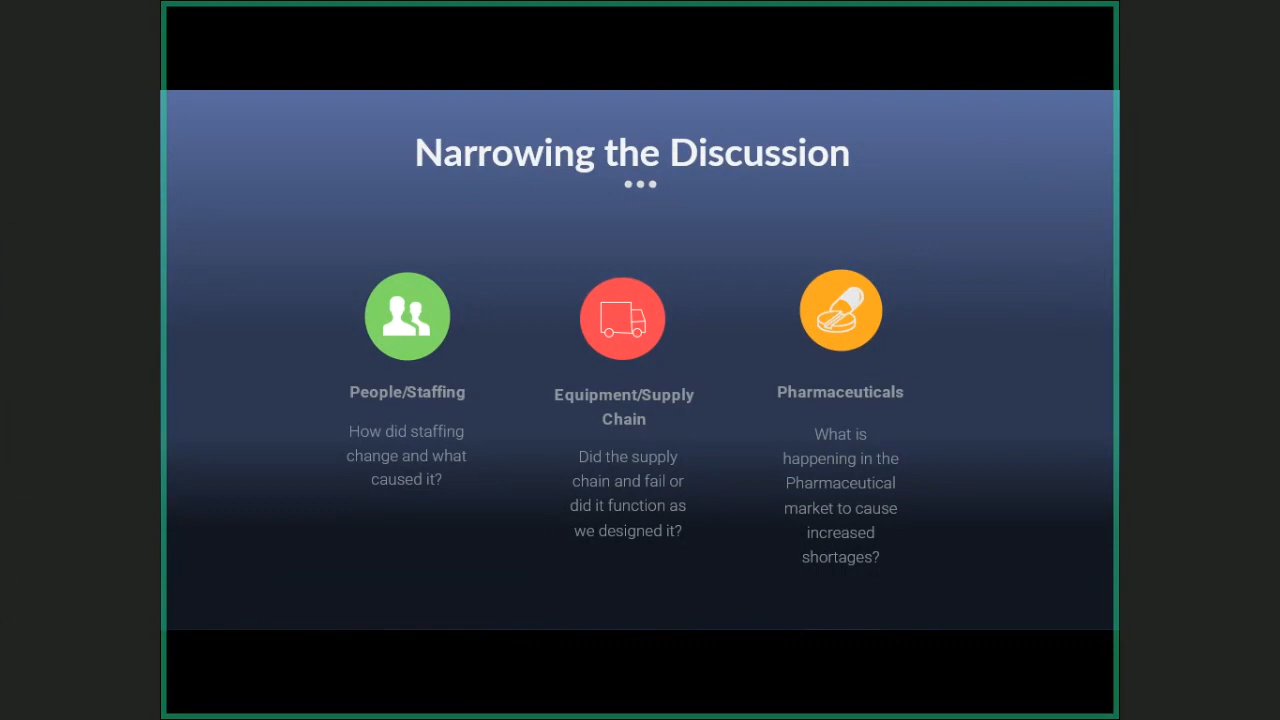 Narrowing the Discussion
People/Staffing
How did staffing
change and what
caused it?
Equipment/Supply
Chain
Did the supply
chain and fail or
did it function as
we designed it?
Pharmaceuticals
What is
happening in the
Pharmaceutical
market to cause
increased
shortages?